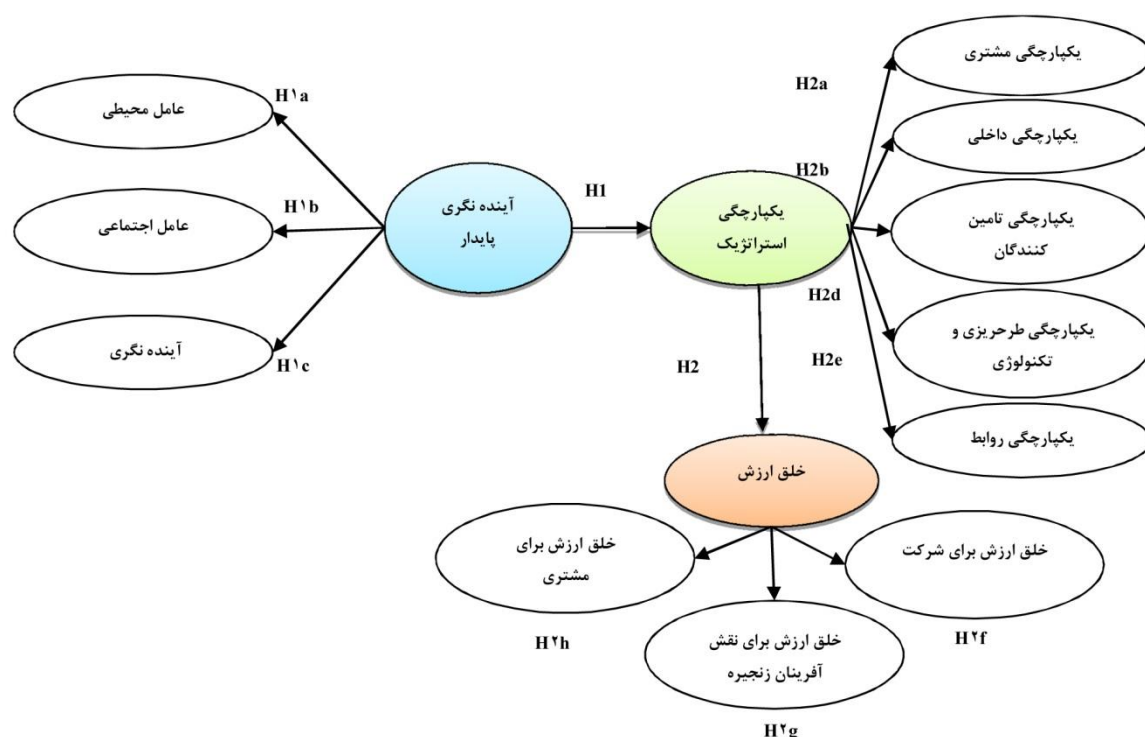 یکپارچگی مشتری
H2a
H۱a
عامل محیطی
یکپارچگی داخلی
H2b
آینده نگری
پایدار
H1
یکپارچگی
استراتژیک
H۱b
عامل اجتماعی
یکپارچگی تامین
کنندگان
H2d
یکپارچگی طرحریزی و
تکنولوژی
آینده نگری
H۱c
H2
H2e
یکپارچگی روابط
خلق ارزش
خلق ارزش برای شرکت
خلق ارزش برای
مشتری
H۲f
H۲h
خلق ارزش برای نقش
آفرینان زنجیره
H۲g